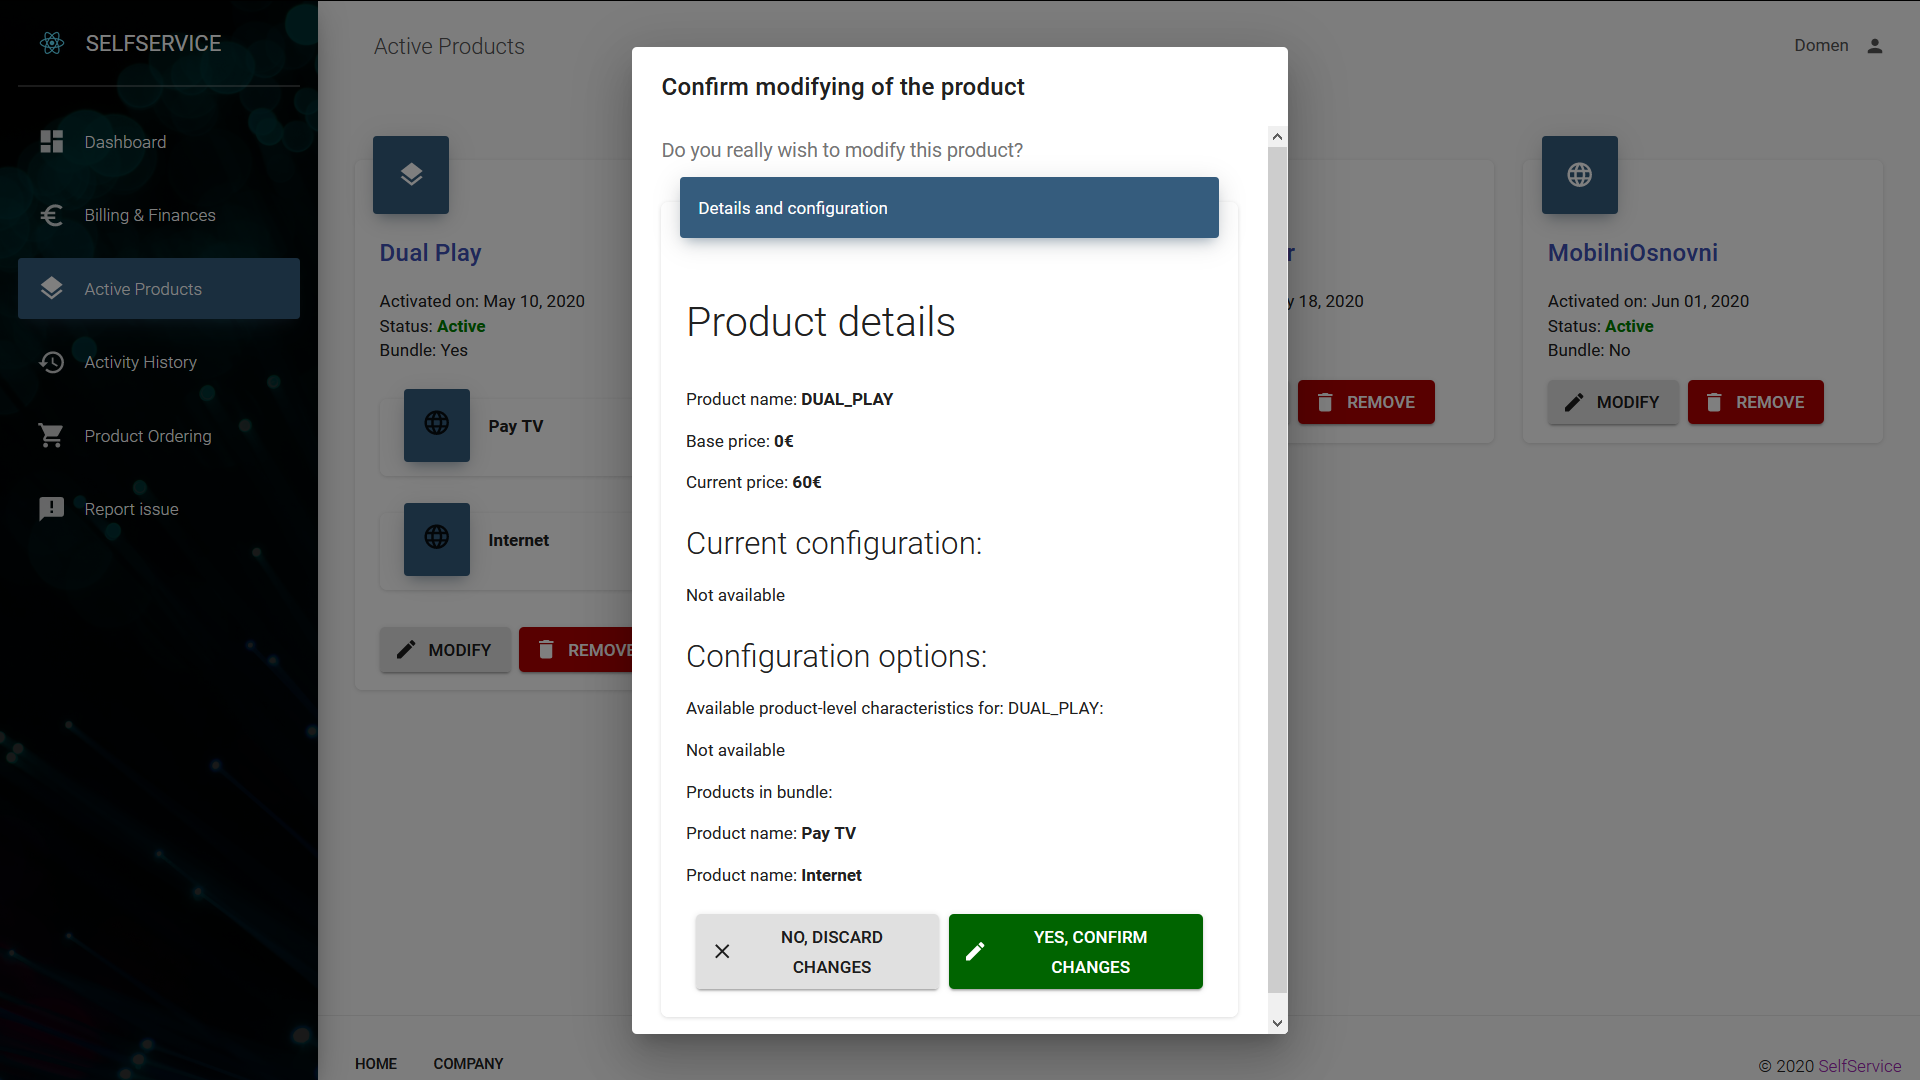 SELFSERVICE
Dashboard
Billing & Finances
Active Products
Activity History
Product Ordering
Report issue
Active Products
Domen
Dual Play
Activated on: May 10, 2020
Status: Active
Bundle: Yes
Pay TV
Internet
MODIFY
REMOVE
Confirm modifying of the product
Do you really wish to modify this product?
Details and configuration
Product details
Product name: DUAL_PLAY
Base price: 0€
Current price: 60€
Current configuration:
Not available
Configuration options:
Available product-level characteristics for: DUAL_PLAY:
Not available
Products in bundle:
Product name: Pay TV
Product name: Internet
NO, DISCARD
CHANGES
YES, CONFIRM
CHANGES
r
y 18, 2020
REMOVE
MobilniOsnovni
Activated on: Jun 01, 2020
Status: Active
Bundle: No
MODIFY
REMOVE
HOME
COMPANY
© 2020 SelfService